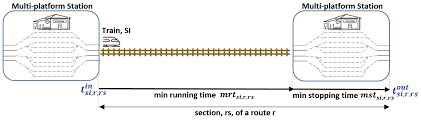 Multi-platform Station
Multi-platform Station
Train, SI
t^{in}_{si,r,rs}
t^{out}_{si,r,rs}
min running time mrt_{si,r,rs}
min stopping time mst_{si,r,rs}
section, rs, of a route r